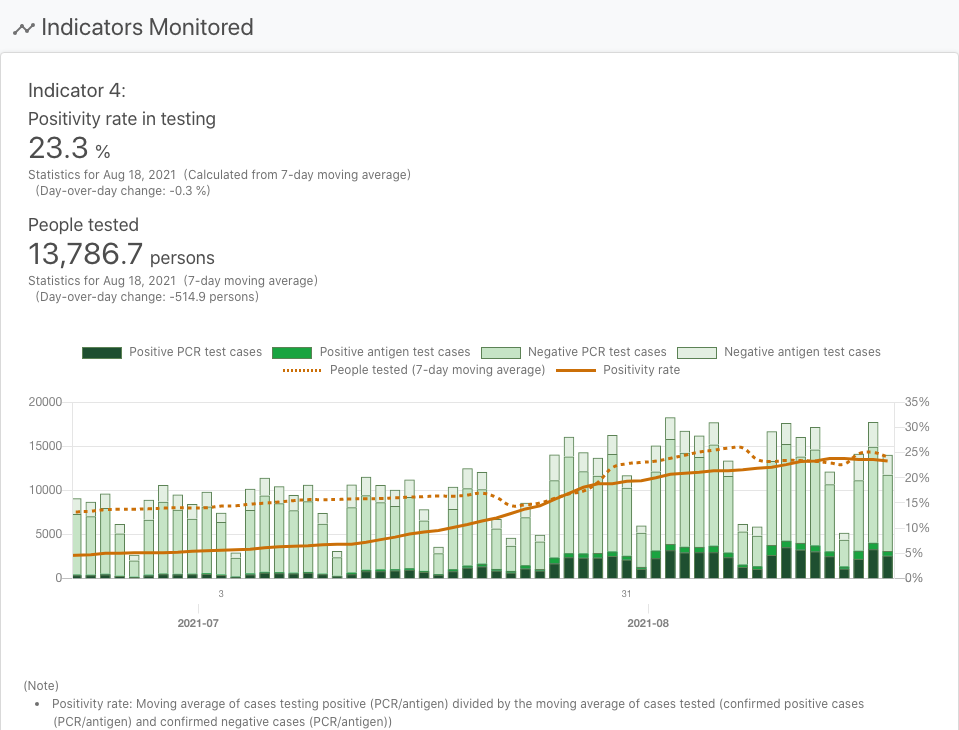 Indicators Monitored
Indicator 4:
Positivity rate in testing
23.3 %
Statistics for Aug 18, 2021 (Calculated from 7-day moving average)
(Day-over-day change: -0.3 %)
People tested
13,786.7 persons
Statistics for Aug 18, 2021 (7-day moving average)
(Day-over-day change: -514.9 persons)
Positive PCR test cases Positive antigen test cases Negative PCR test cases Negative antigen test cases
People tested (7-day moving average) Positivity rate
20000 35%
30%
15000 25%
20%
10000 15%
10%
5000 5%
0 0%
3 31
2021-07 2021-08
(Note)
• Positivity rate: Moving average of cases testing positive (PCR/antigen) divided by the moving average of cases tested (confirmed positive cases
(PCR/antigen) and confirmed negative cases (PCR/antigen))